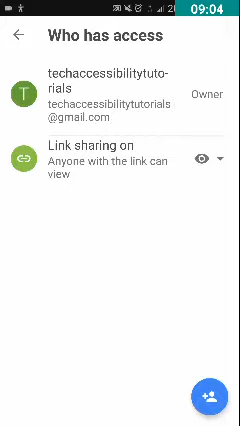 09:04
Who has access
techaccessibilitytuto-
rials
techaccessibilitytutorials
@gmail.com
Owner
T
Link sharing on
Anyone with the link can
view